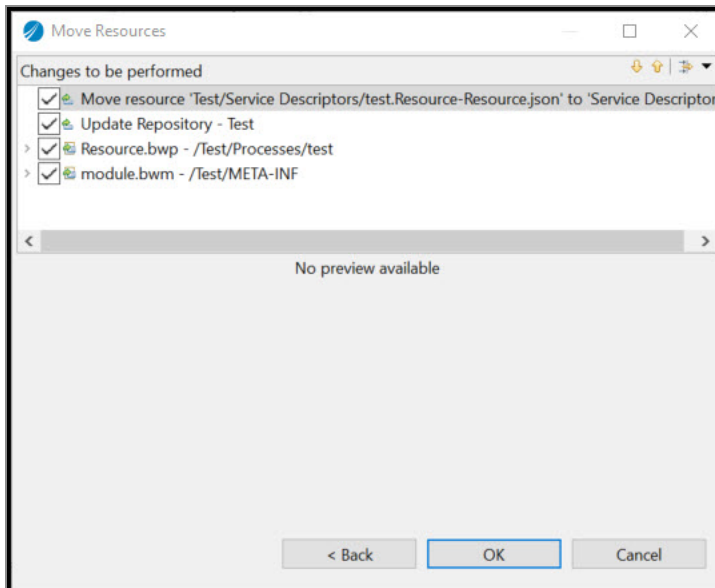 Move Resources
Changes to be performed
Move resource 'Test/Service Descriptors/test.Resource-Resource.json' to 'Service Descriptor
Update Repository - Test
Resource.bwp - /Test/Processes/test
module.bwm - /Test/META-INF
No preview available
< Back
OK
Cancel